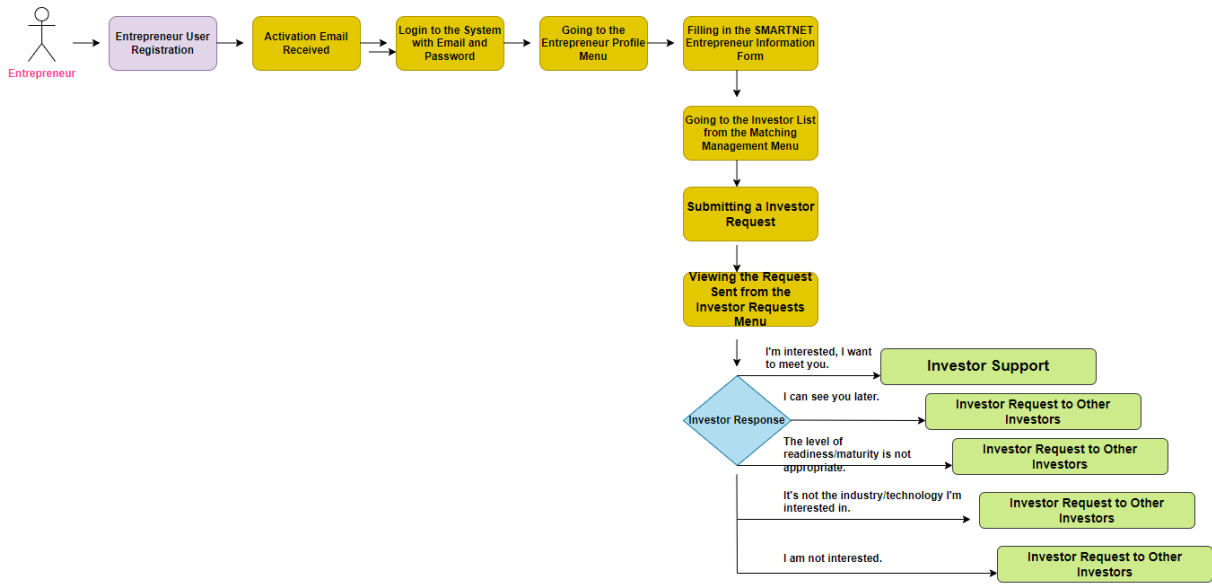 Entrepreneur User
Registration
Activation Email
Received
Login to the System
with Email and
Password
Going to the
Entrepreneur Profile
Menu
Filling in the SMARTNET
Entrepreneur Information
Form
Entrepreneur
Going to the Investor List
from the Matching
Management Menu
Submitting a Investor
Request
Viewing the Request
Sent from the
Investor Requests
Menu
I'm interested, I want
to meet you.
Investor Support
I can see you later.
Investor Request to Other
Investors
Investor Response
The level of
readiness/maturity is not
appropriate.
Investor Request to Other
Investors
It's not the industry/technology I'm
interested in.
Investor Request to Other
Investors
I am not interested.
Investor Request to Other
Investors